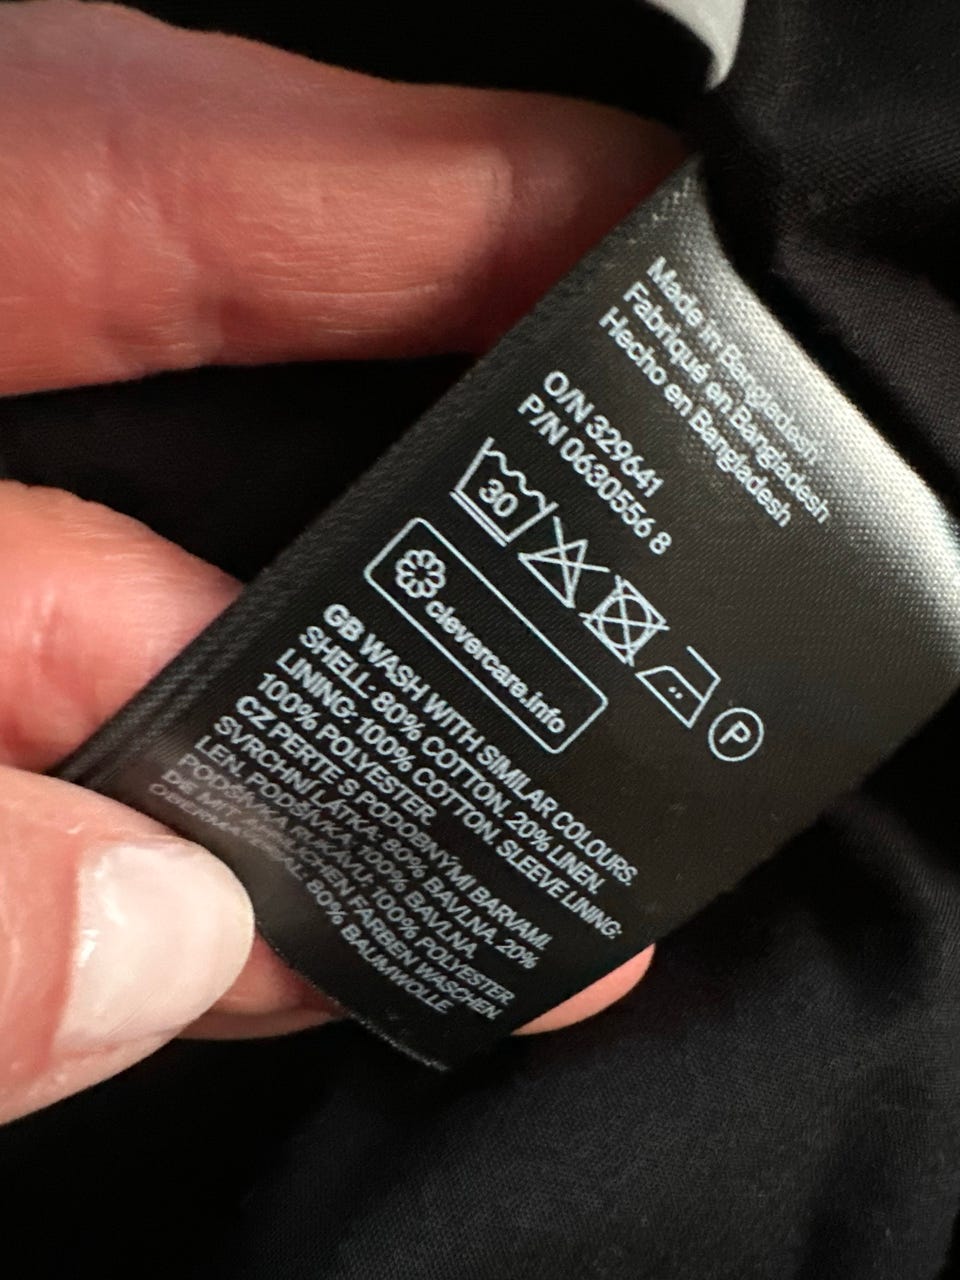 Made in Bangladesh
Fabriqué en Bangladesh
Hecho en Bangladesh
O/N 329641
P/N 0630556 8
30
P
clevercare.info
GB WASH WITH SIMILAR COLOURS.
SHELL: 80% COTTON. 20% LINEN.
LINING: 100% COTTON. SLEEVE LINING:
100% POLYESTER
CZ PERTE S PODOBNÝMI BARVAMI.
SVRCHNÍ LÁTKA: 80% BAVLNA. 20%
LEN. PODŠÍVKA: 100% BAVLNA.
PODŠÍVKA RUKÁVU: 100% POLYESTER
DE MIT ÄHNLICHEN FARBEN WASCHEN.
80% BAUMWOLLE.